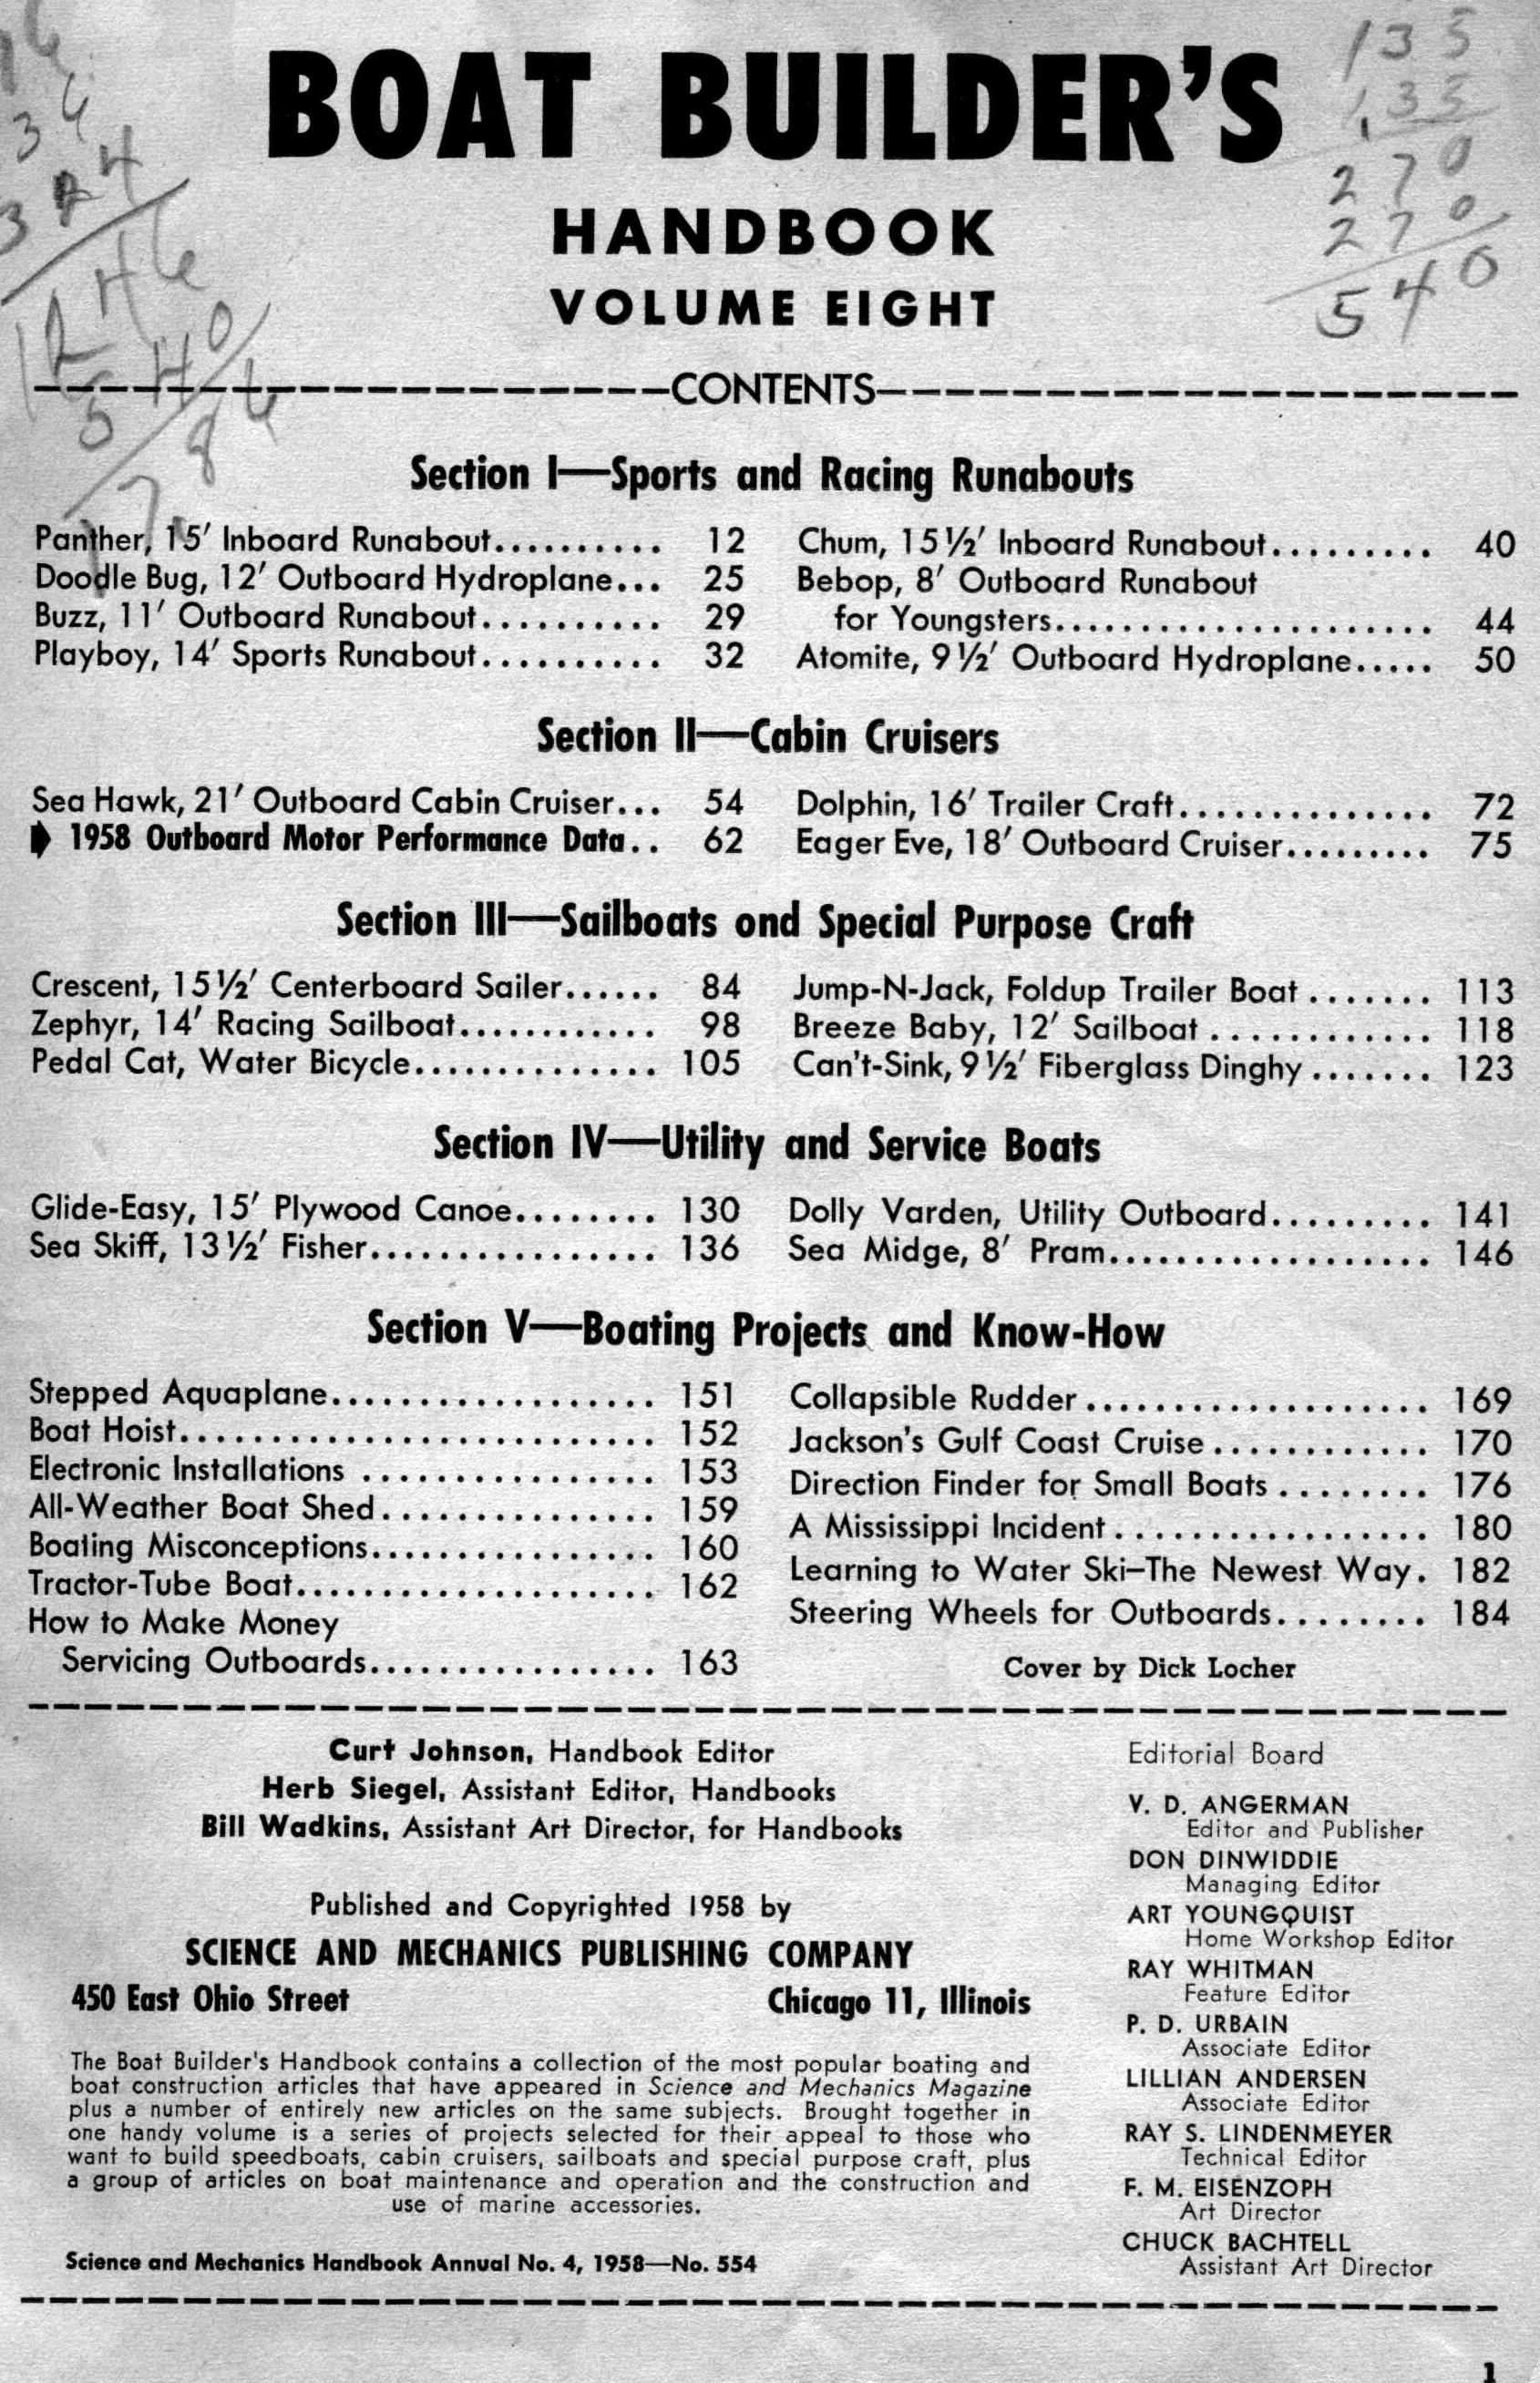 135
135
270
270
540
BOAT BUILDER'S
HANDBOOK
VOLUME EIGHT
CONTENTS
Section I—Sports and Racing Runabouts
Panther, 15′ Inboard Runabout.......... 12
Doodle Bug, 12′ Outboard Hydroplane... 25
Buzz, 11′ Outboard Runabout.......... 29
Playboy, 14′ Sports Runabout.......... 32
Chum, 15½′ Inboard Runabout......... 40
Bebop, 8′ Outboard Runabout
for Youngsters..................... 44
Atomite, 9½′ Outboard Hydroplane..... 50
Section II—Cabin Cruisers
Sea Hawk, 21′ Outboard Cabin Cruiser... 54
1958 Outboard Motor Performance Data.. 62
Dolphin, 16′ Trailer Craft.............. 72
Eager Eve, 18′ Outboard Cruiser......... 75
Section III—Sailboats ond Special Purpose Craft
Crescent, 15½′ Centerboard Sailer...... 84
Zephyr, 14′ Racing Sailboat............ 98
Pedal Cat, Water Bicycle.............. 105
Jump-N-Jack, Foldup Trailer Boat ....... 113
Breeze Baby, 12′ Sailboat ............. 118
Can't-Sink, 9½′ Fiberglass Dinghy ....... 123
Section IV—Utility and Service Boats
Glide-Easy, 15′ Plywood Canoe........ 130
Sea Skiff, 13½′ Fisher................. 136
Dolly Varden, Utility Outboard.......... 141
Sea Midge, 8′ Pram................... 146
Section V—Boating Projects and Know-How
Stepped Aquaplane.................. 151
Boat Hoist........................... 152
Electronic Installations ................ 153
All-Weather Boat Shed................ 159
Boating Misconceptions................ 160
Tractor-Tube Boat.................... 162
How to Make Money
Servicing Outboards................. 163
Collapsible Rudder .................... 169
Jackson's Gulf Coast Cruise ............. 170
Direction Finder for Small Boats ........ 176
A Mississippi Incident .................. 180
Learning to Water Ski–The Newest Way. 182
Steering Wheels for Outboards........ 184
Cover by Dick Locher
Curt Johnson, Handbook Editor
Herb Siegel, Assistant Editor, Handbooks
Bill Wadkins, Assistant Art Director, for Handbooks
Published and Copyrighted 1958 by
SCIENCE AND MECHANICS PUBLISHING COMPANY
450 East Ohio Street Chicago 11, Illinois
The Boat Builder's Handbook contains a collection of the most popular boating and
boat construction articles that have appeared in Science and Mechanics Magazine
plus a number of entirely new articles on the same subjects. Brought together in
one handy volume is a series of projects selected for their appeal to those who
want to build speedboats, cabin cruisers, sailboats and special purpose craft, plus
a group of articles on boat maintenance and operation and the construction and
use of marine accessories.
Science and Mechanics Handbook Annual No. 4, 1958—No. 554
Editorial Board
V. D. ANGERMAN
Editor and Publisher
DON DINWIDDIE
Managing Editor
ART YOUNGQUIST
Home Workshop Editor
RAY WHITMAN
Feature Editor
P. D. URBAIN
Associate Editor
LILLIAN ANDERSEN
Associate Editor
RAY S. LINDENMEYER
Technical Editor
F. M. EISENZOPH
Art Director
CHUCK BACHTELL
Assistant Art Director
1